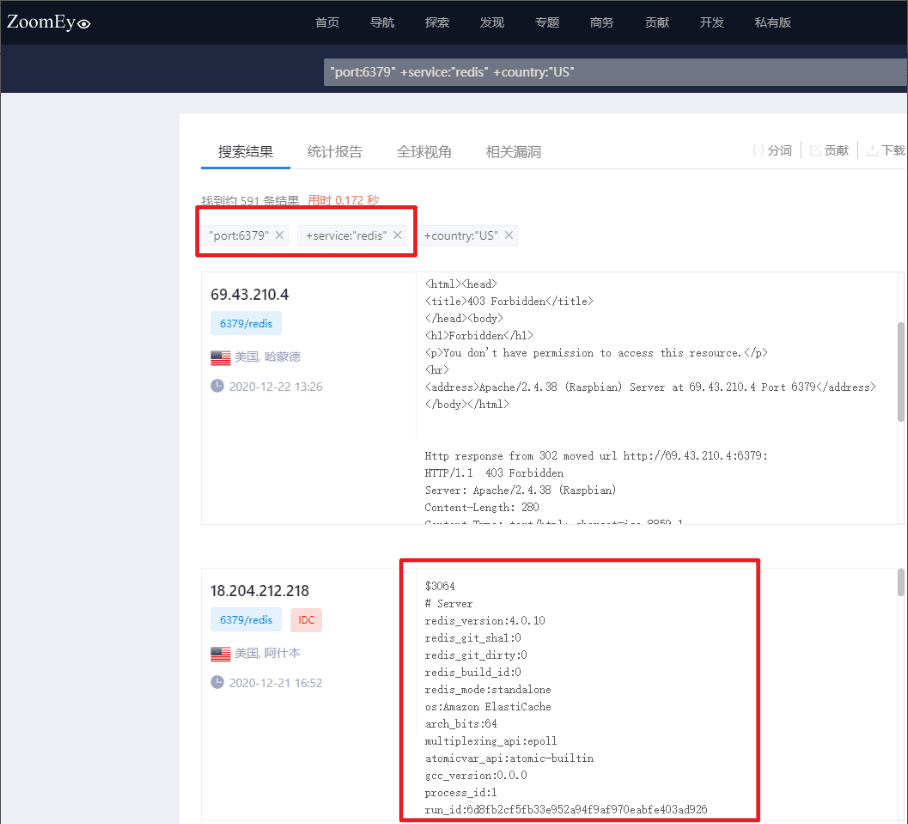 ZoomEye
首页 导航 探索 发现 专题 商务 贡献 开发 私有版
"port:6379" +service:"redis" +country:"US"
搜索结果 统计报告 全球视角 相关漏洞 分词 贡献 下载
找到约 591 条结果 用时 0.172 秒
"port:6379" × +service:"redis" × +country:"US" ×
69.43.210.4
6379/redis
美国, 哈蒙德
2020-12-22 13:26
<html><head>
<title>403 Forbidden</title>
</head><body>
<h1>Forbidden</h1>
<p>You don't have permission to access this resource.</p>
<hr>
<address>Apache/2.4.38 (Raspbian) Server at 69.43.210.4 Port 6379</address>
</body></html>
Http response from 302 moved url http://69.43.210.4:6379:
HTTP/1.1 403 Forbidden
Server: Apache/2.4.38 (Raspbian)
Content-Length: 280
Content-Type: text/html; charset=iso-8859-1
18.204.212.218
6379/redis IDC
美国, 阿什本
2020-12-21 16:52
$3064
# Server
redis_version:4.0.10
redis_git_sha1:0
redis_git_dirty:0
redis_build_id:0
redis_mode:standalone
os:Amazon ElastiCache
arch_bits:64
multiplexing_api:epoll
atomicvar_api:atomic-builtin
gcc_version:0.0.0
process_id:1
run_id:6d8fb2cf5fb33e952a94f9af970eabfe403ad926